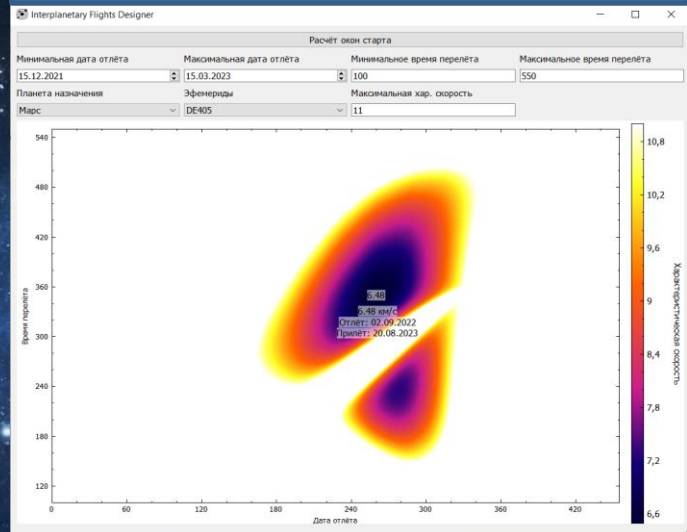 Interplanetary Flights Designer
Расчёт окон старта
Минимальная дата отлёта Максимальная дата отлёта Минимальное время перелёта Максимальное время перелёта
15.12.2021 15.03.2023 100 550
Планета назначения Эфемериды Максимальная хар. скорость
Марс DE405 11
540
480
420
360
300
240
180
120
Время перелёта
6.48
6.48 км/с
Отлёт: 02.09.2022
Прилёт: 20.08.2023
0 60 120 180 240 300 360 420
Дата отлёта
10,8
10,2
9,6
9
8,4
7,8
7,2
6,6
Характеристическая скорость